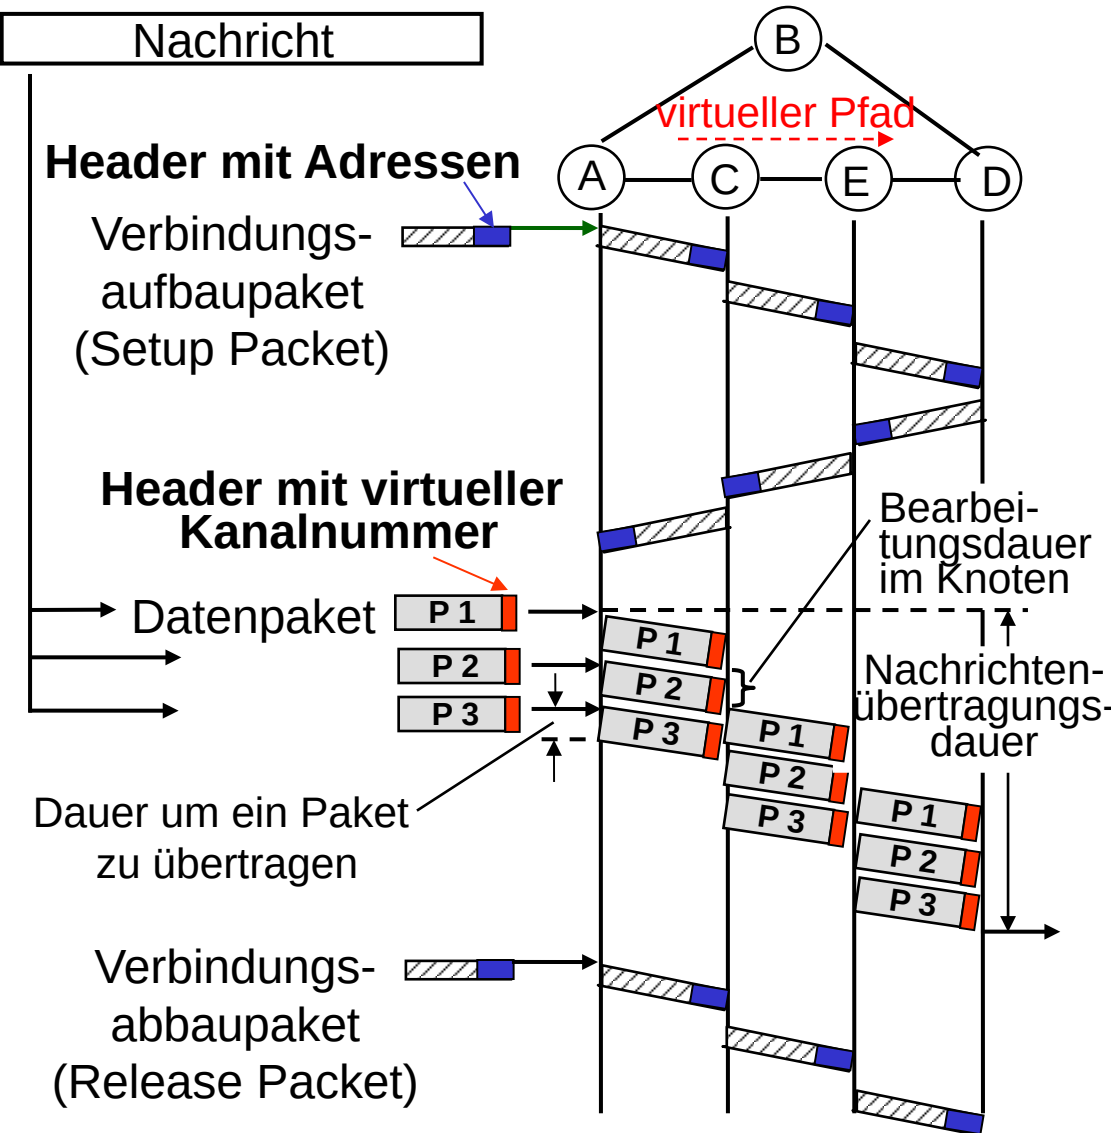 Nachricht
B
virtueller Pfad
A
C
E
D
Header mit Adressen
Verbindungs-
aufbaupaket
(Setup Packet)
Header mit virtueller
Kanalnummer
Bearbei-
tungsdauer
im Knoten
Datenpaket
P 1
P 2
P 3
P 1
P 2
P 3
P 1
P 2
P 3
P 1
P 2
P 3
Nachrichten-
übertragungs-
dauer
Dauer um ein Paket
zu übertragen
Verbindungs-
abbaupaket
(Release Packet)